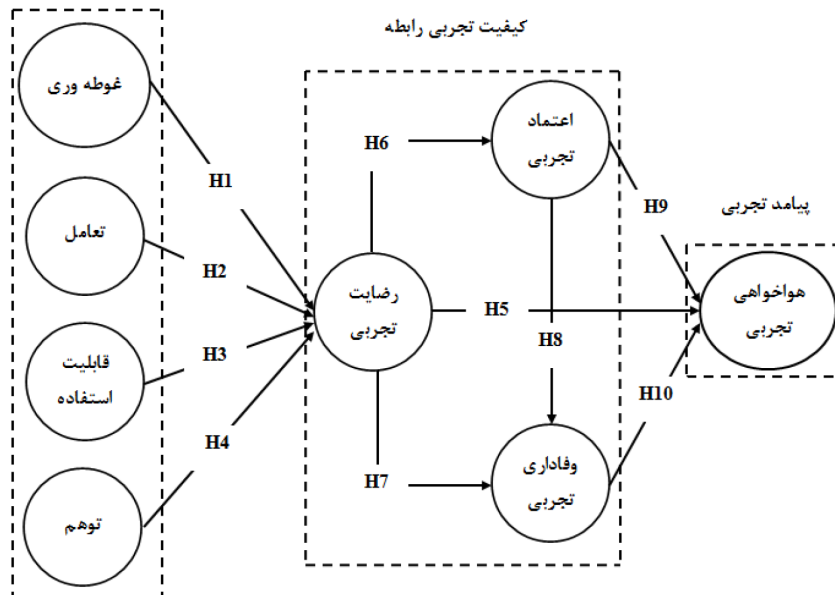 کیفیت تجربی رابطه
غوطه وری
تعامل
قابلیت
استفاده
توهم
H1
H2
H3
H4
رضایت
تجربی
H6
H5
H7
اعتماد
تجربی
H8
وفاداری
تجربی
H9
H10
پیامد تجربی
هواخواهی
تجربی